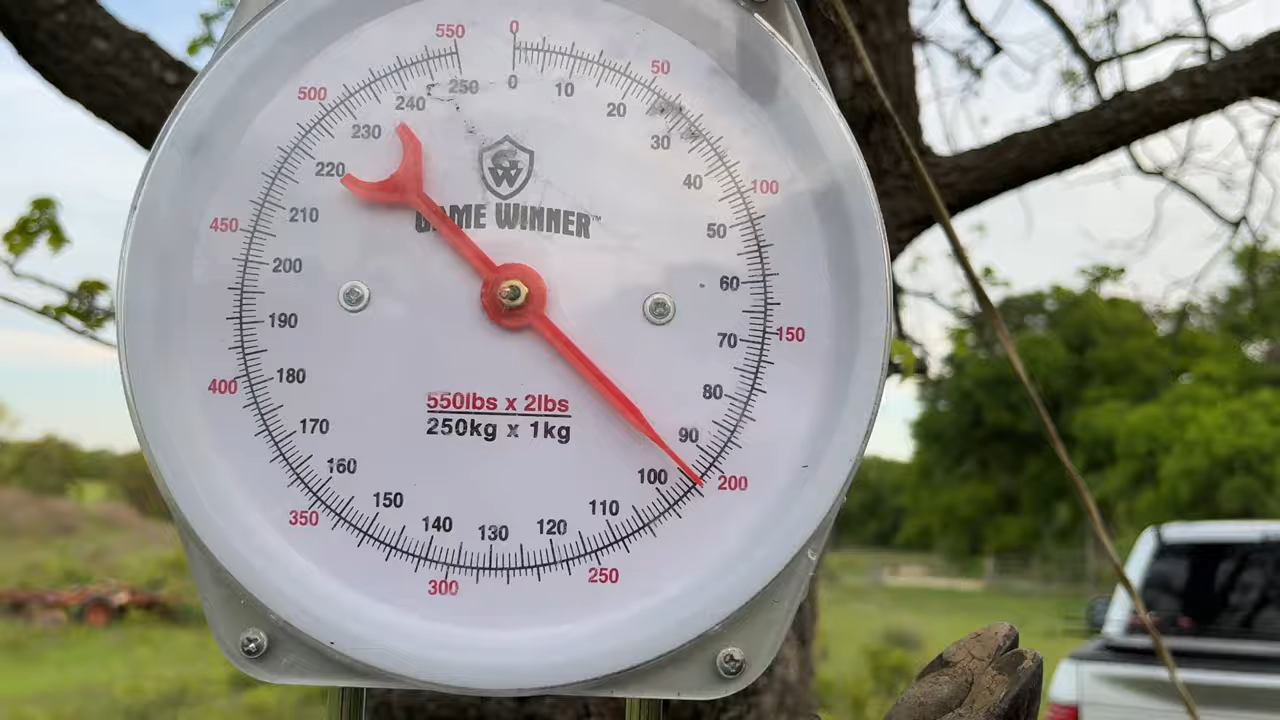 550 0
500 50
240 250 0 10
230 20
220 30
210 40 100
450 50
200 60
190 70 150
180 80
400
170 90
160 100 200
150 110
350 140 130 120
300 250
GW
GAME WINNER™
550lbs x 2lbs
250kg x 1kg